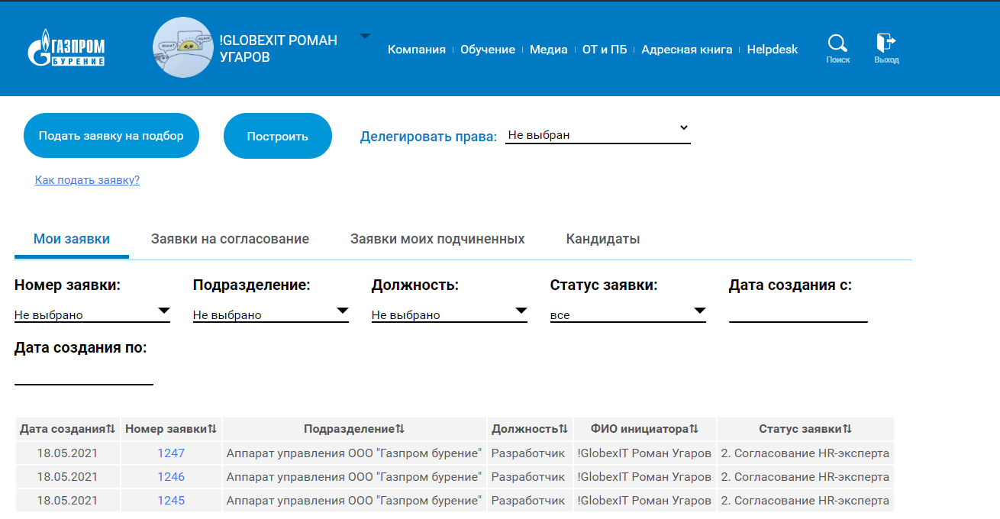 ГАЗПРОМ
БУРЕНИЕ
!GLOBEXIT РОМАН
УГАРОВ
Компания
Обучение
Медиа
ОТ и ПБ
Адресная книга
Helpdesk
Поиск
Выход
Подать заявку на подбор
Построить
Делегировать права:
Не выбран
Как подать заявку?
Мои заявки
Заявки на согласование
Заявки моих подчиненных
Кандидаты
Номер заявки:
Подразделение:
Должность:
Статус заявки:
Дата создания с:
Не выбрано
Не выбрано
Не выбрано
все
Дата создания по:
Дата создания⇅ Номер заявки⇅ Подразделение⇅ Должность⇅ ФИО инициатора⇅ Статус заявки⇅
18.05.2021 1247 Аппарат управления ООО "Газпром бурение" Разработчик !GlobexIT Роман Угаров 2. Согласование HR-эксперта
18.05.2021 1246 Аппарат управления ООО "Газпром бурение" Разработчик !GlobexIT Роман Угаров 2. Согласование HR-эксперта
18.05.2021 1245 Аппарат управления ООО "Газпром бурение" Разработчик !GlobexIT Роман Угаров 2. Согласование HR-эксперта